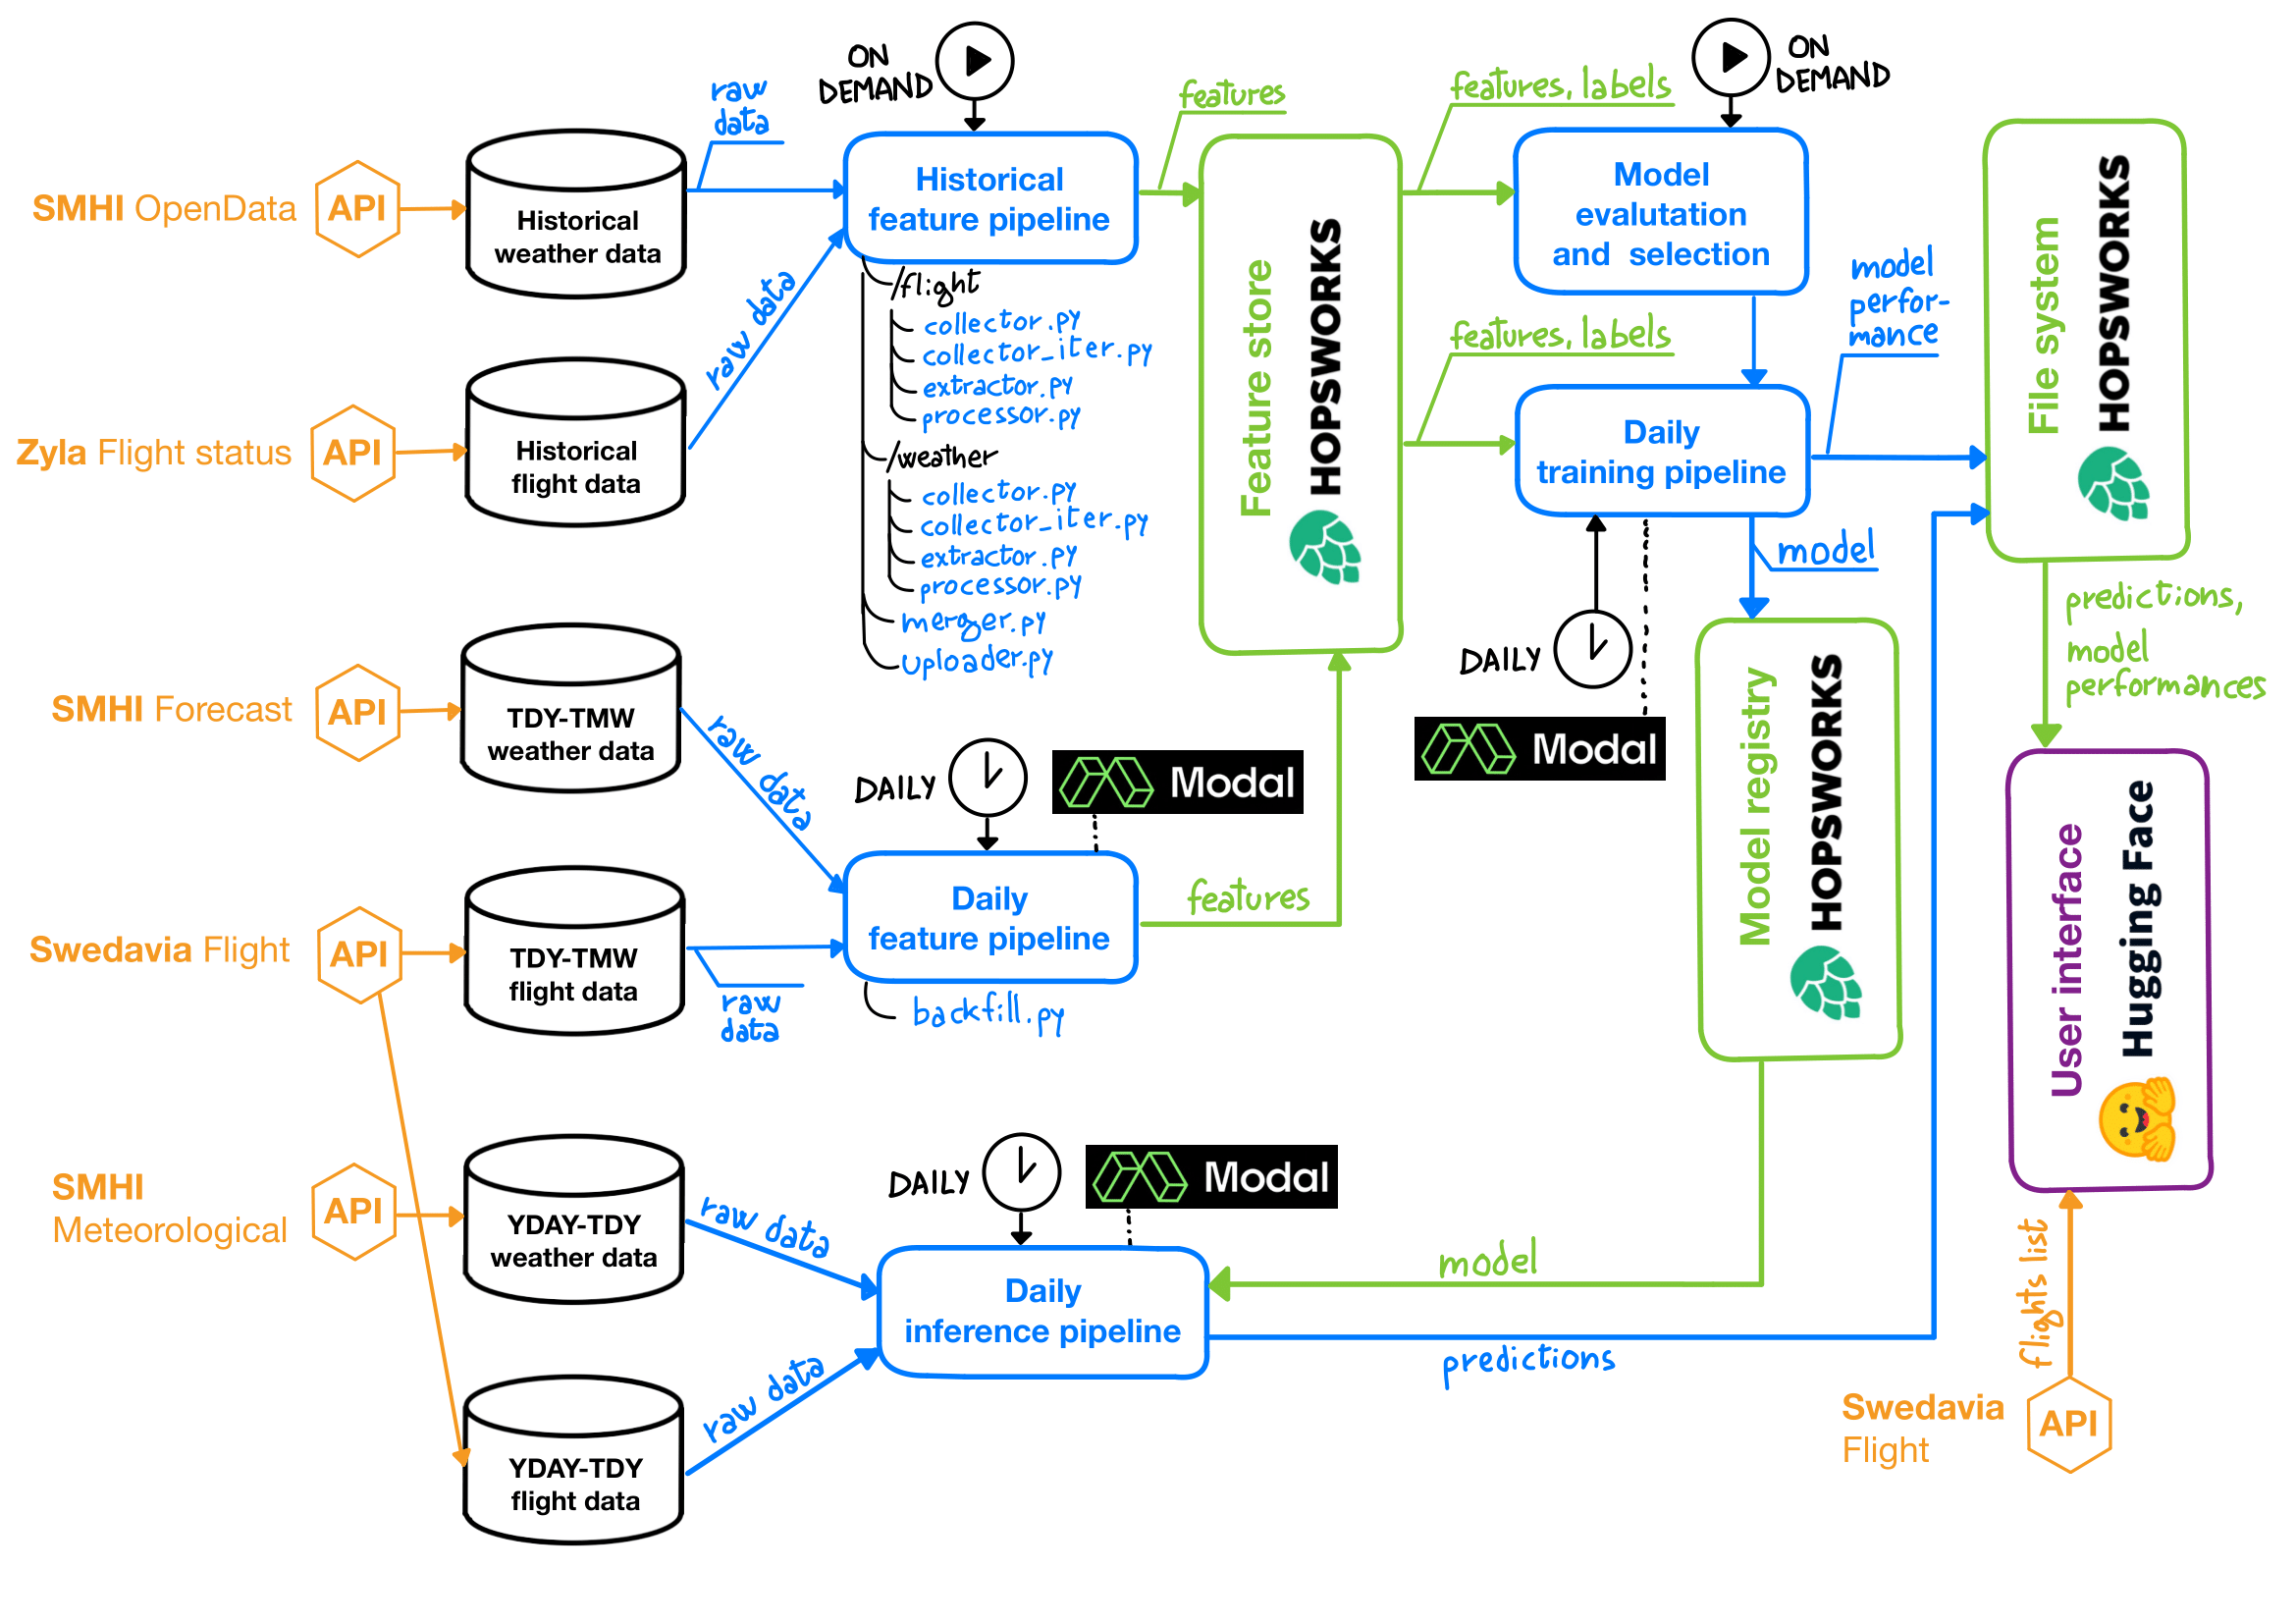 SMHI OpenData
API
Historical
weather data
raw
data
Zyla Flight status
API
Historical
flight data
raw data
ON
DEMAND
Historical
feature pipeline
/flight
collector.py
collector_iter.py
extractor.py
processor.py
/weather
collector.py
collector_iter.py
extractor.py
processor.py
merger.py
uploader.py
features
Feature store
HOPSWORKS
features, labels
ON
DEMAND
Model
evalutation
and selection
features, labels
Daily
training pipeline
model
perfor-
mance
File system
HOPSWORKS
DAILY
Modal
model
Model registry
HOPSWORKS
predictions,
model
performances
User interface
Hugging Face
SMHI Forecast
API
TDY-TMW
weather data
raw data
DAILY
Modal
Swedavia Flight
API
TDY-TMW
flight data
raw
data
Daily
feature pipeline
backfill.py
features
SMHI
Meteorological
API
YDAY-TDY
weather data
raw data
DAILY
Modal
YDAY-TDY
flight data
raw data
Daily
inference pipeline
model
predictions
flights list
Swedavia
Flight
API